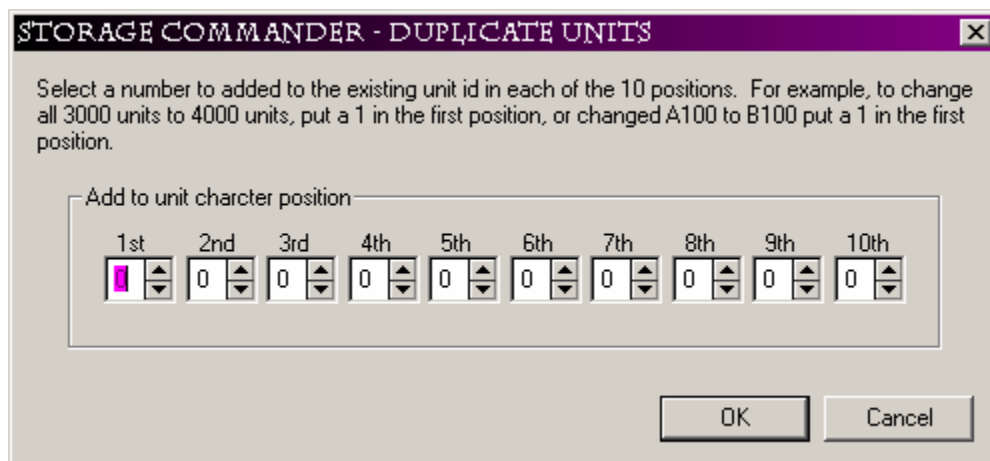 STORAGE COMMANDER - DUPLICATE UNITS
Select a number to added to the existing unit id in each of the 10 positions. For example, to change
all 3000 units to 4000 units, put a 1 in the first position, or changed A100 to B100 put a 1 in the first
position.
Add to unit charcter position
1st 2nd 3rd 4th 5th 6th 7th 8th 9th 10th
0 0 0 0 0 0 0 0 0 0
OK Cancel